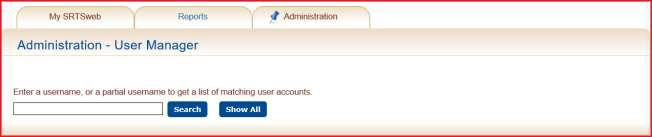 My SRTSweb Reports Administration
Administration - User Manager
Enter a username, or a partial username to get a list of matching user accounts.
Search Show All